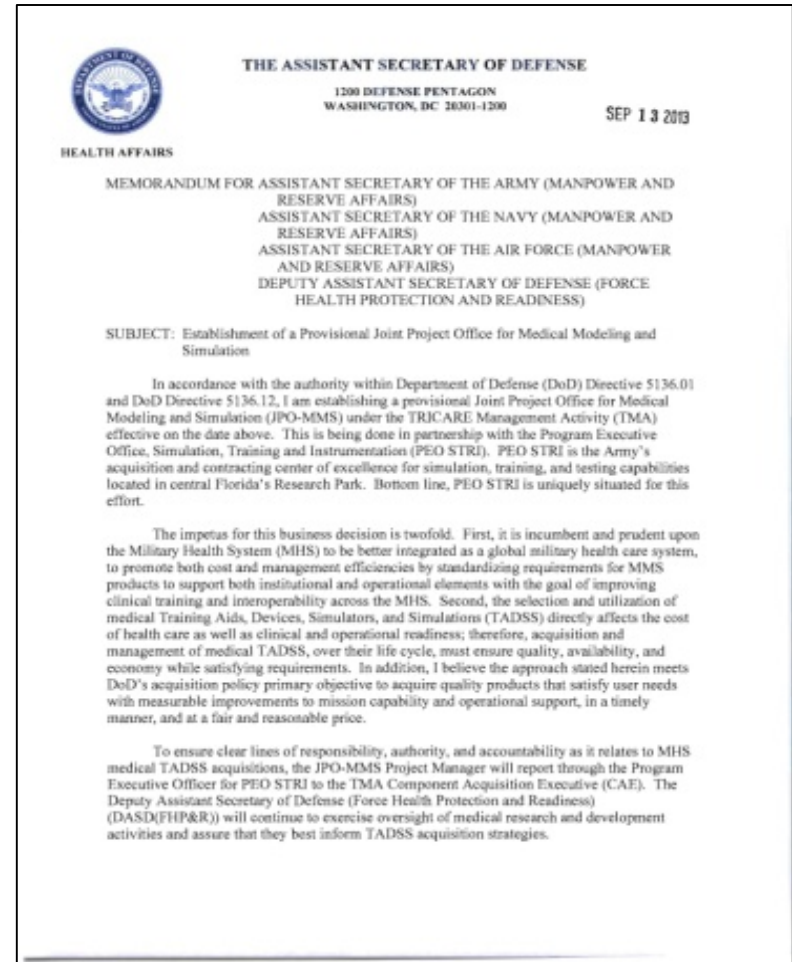 THE ASSISTANT SECRETARY OF DEFENSE
1200 DEFENSE PENTAGON
WASHINGTON, DC 20301-1200
SEP 13 2013
HEALTH AFFAIRS
MEMORANDUM FOR ASSISTANT SECRETARY OF THE ARMY (MANPOWER AND
RESERVE AFFAIRS)
ASSISTANT SECRETARY OF THE NAVY (MANPOWER AND
RESERVE AFFAIRS)
ASSISTANT SECRETARY OF THE AIR FORCE (MANPOWER
AND RESERVE AFFAIRS)
DEPUTY ASSISTANT SECRETARY OF DEFENSE (FORCE
HEALTH PROTECTION AND READINESS)
SUBJECT: Establishment of a Provisional Joint Project Office for Medical Modeling and
Simulation
In accordance with the authority within Department of Defense (DoD) Directive 5136.01
and DoD Directive 5136.12, I am establishing a provisional Joint Project Office for Medical
Modeling and Simulation (JPO-MMS) under the TRICARE Management Activity (TMA)
effective on the date above. This is being done in partnership with the Program Executive
Office, Simulation, Training and Instrumentation (PEO STRI). PEO STRI is the Army's
acquisition and contracting center of excellence for simulation, training, and testing capabilities
located in central Florida's Research Park. Bottom line, PEO STRI is uniquely situated for this
effort.
The impetus for this business decision is twofold. First, it is incumbent and prudent upon
the Military Health System (MHS) to be better integrated as a global military health care system,
to promote both cost and management efficiencies by standardizing requirements for MMS
products to support both institutional and operational elements with the goal of improving
clinical training and interoperability across the MHS. Second, the selection and utilization of
medical Training Aids, Devices, Simulators, and Simulations (TADSS) directly affects the cost
of health care as well as clinical and operational readiness; therefore, acquisition and
management of medical TADSS, over their life cycle, must ensure quality, availability, and
economy while satisfying requirements. In addition, I believe the approach stated herein meets
DoD's acquisition policy primary objective to acquire quality products that satisfy user needs
with measurable improvements to mission capability and operational support, in a timely
manner, and at a fair and reasonable price.
To ensure clear lines of responsibility, authority, and accountability as it relates to MHS
medical TADSS acquisitions, the JPO-MMS Project Manager will report through the Program
Executive Officer for PEO STRI to the TMA Component Acquisition Executive (CAE). The
Deputy Assistant Secretary of Defense (Force Health Protection and Readiness)
(DASD(FHP&R)) will continue to exercise oversight of medical research and development
activities and assure that they best inform TADSS acquisition strategies.